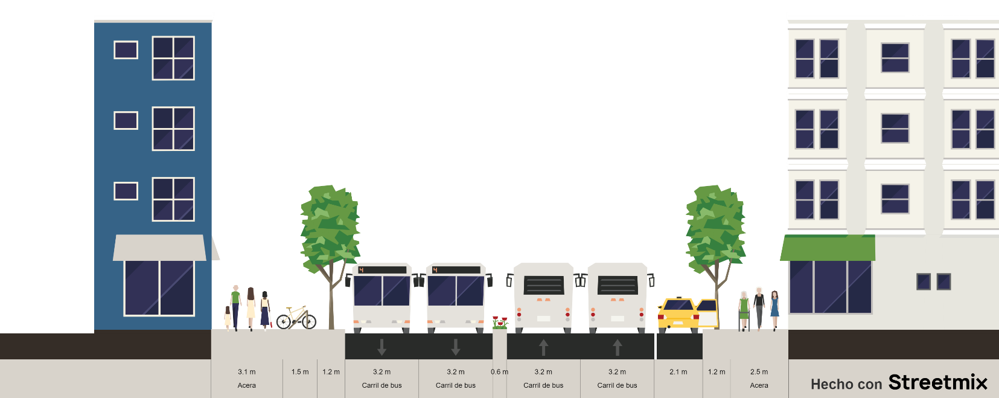 4
4
3.1 m
Acera
1.5 m
1.2 m
3.2 m
Carril de bus
3.2 m
Carril de bus
0.6 m
3.2 m
Carril de bus
3.2 m
Carril de bus
2.1 m
1.2 m
2.5 m
Acera
Hecho con Streetmix